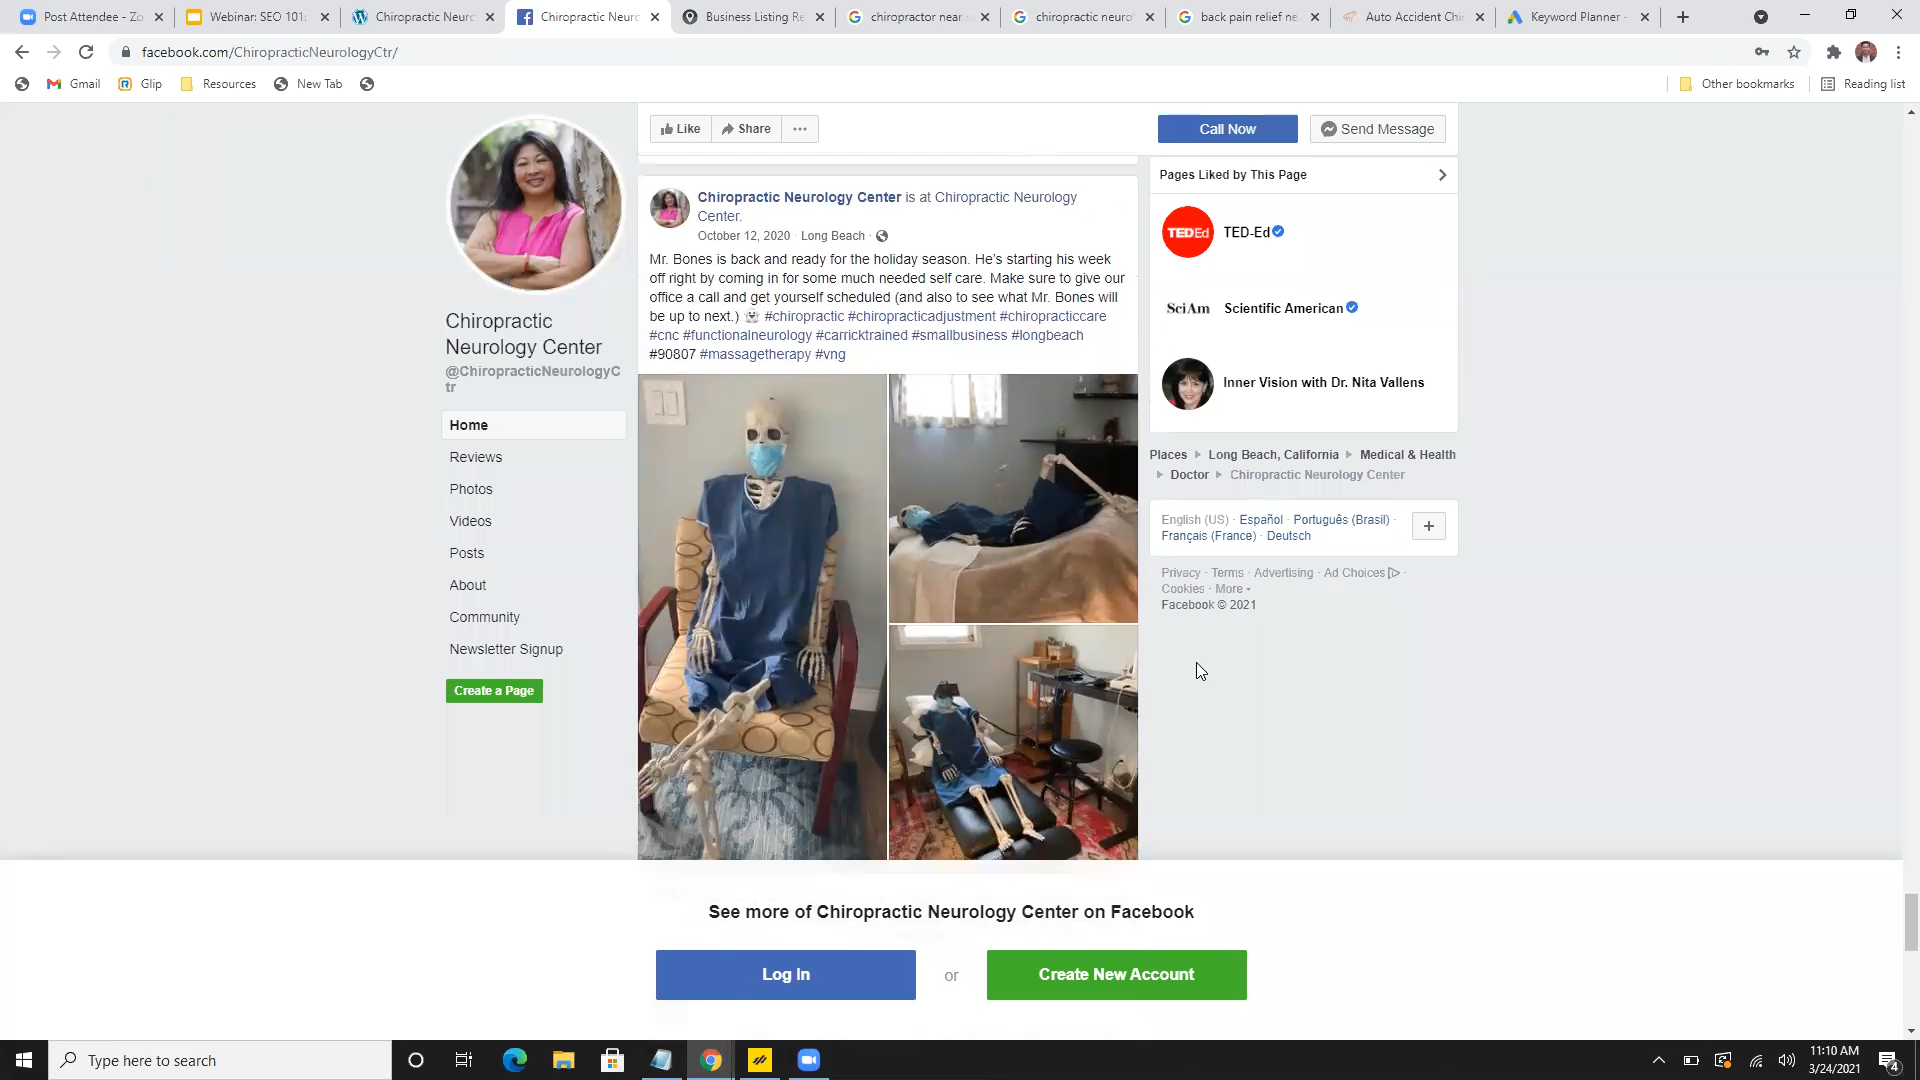 Post Attendee - Zo
Webinar: SEO 101:
Chiropractic Neuro
Chiropractic Neuro
Business Listing Re
chiropractor near
chiropractic neuro
back pain relief ne
Auto Accident Chi
Keyword Planner -
facebook.com/ChiropracticNeurologyCtr/
Gmail
Glip
Resources
New Tab
Other bookmarks
Reading list
Like
Share
Call Now
Send Message
Chiropractic
Neurology Center
@ChiropracticNeurologyC
tr
Home
Reviews
Photos
Videos
Posts
About
Community
Newsletter Signup
Create a Page
Chiropractic Neurology Center is at Chiropractic Neurology
Center.
October 12, 2020 · Long Beach ·
Mr. Bones is back and ready for the holiday season. He's starting his week
off right by coming in for some much needed self care. Make sure to give our
office a call and get yourself scheduled (and also to see what Mr. Bones will
be up to next.) 👻 #chiropractic #chiropracticadjustment #chiropracticcare
#cnc #functionalneurology #carricktrained #smallbusiness #longbeach
#90807 #massagetherapy #vng
Pages Liked by This Page
TEDEd
TED-Ed
SciAm
Scientific American
Inner Vision with Dr. Nita Vallens
Places
Long Beach, California
Medical & Health
Doctor
Chiropractic Neurology Center
English (US) · Español · Português (Brasil) ·
Français (France) · Deutsch
Privacy · Terms · Advertising · Ad Choices ·
Cookies · More
Facebook © 2021
See more of Chiropractic Neurology Center on Facebook
Log In
or
Create New Account
Type here to search
11:10 AM
3/24/2021
4